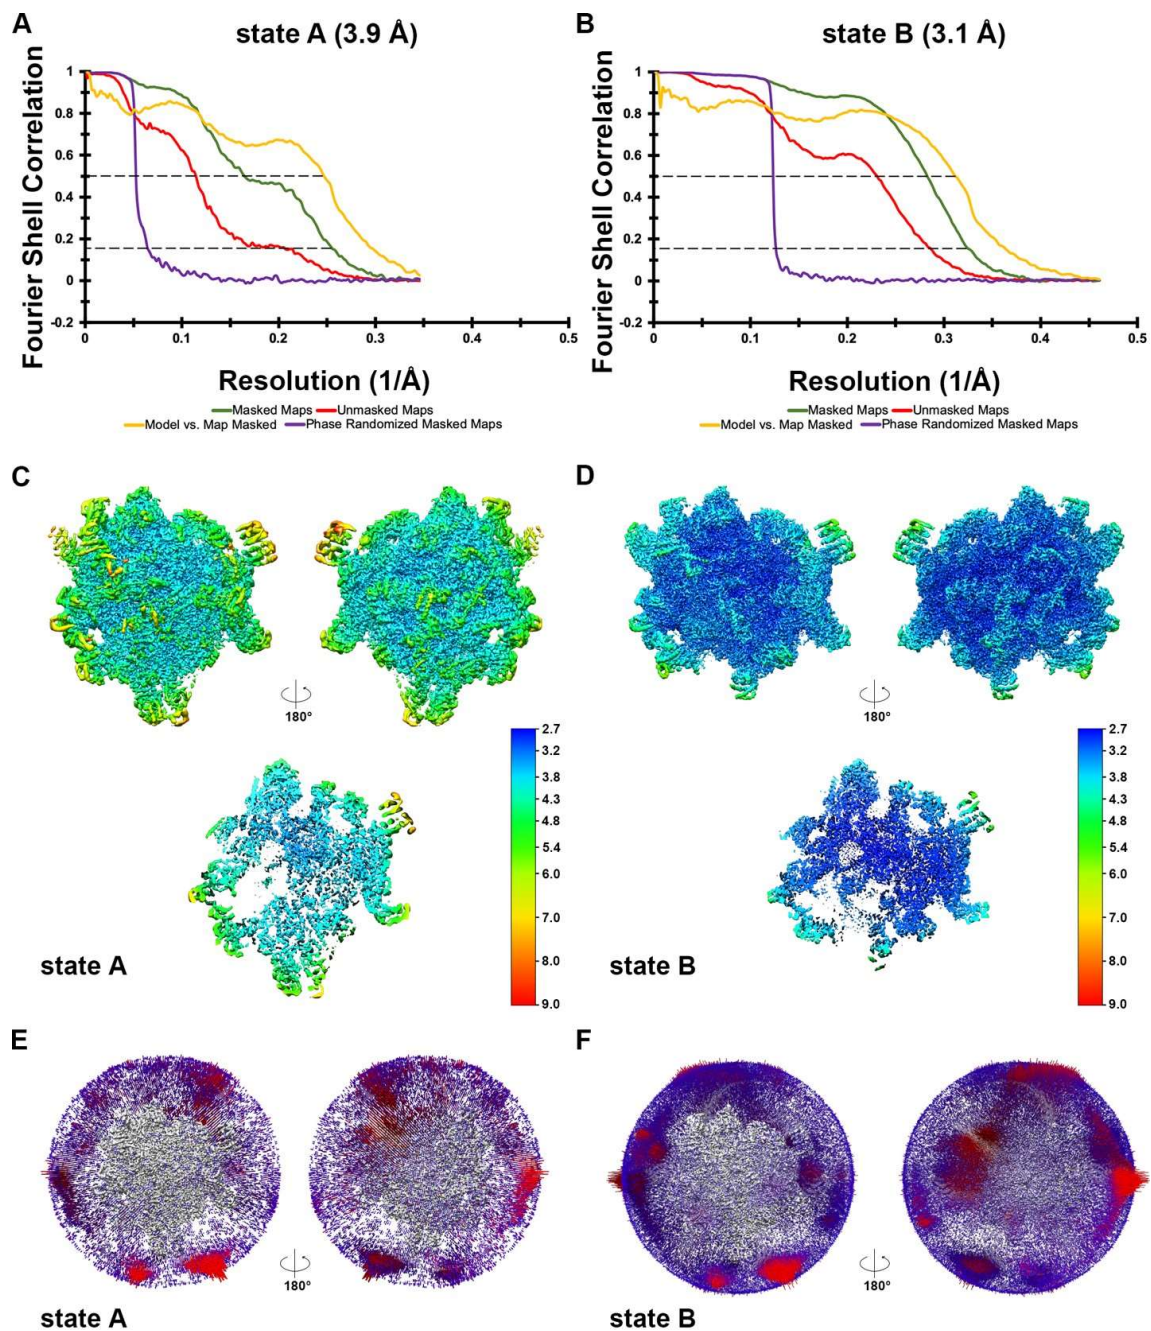 A
state A (3.9 Å)
Fourier Shell Correlation
1
0.8
0.6
0.4
0.2
0
-0.2
0
0.1
0.2
0.3
0.4
0.5
Resolution (1/Å)
Masked Maps
Unmasked Maps
Model vs. Map Masked
Phase Randomized Masked Maps
B
state B (3.1 Å)
Fourier Shell Correlation
1
0.8
0.6
0.4
0.2
0
-0.2
0
0.1
0.2
0.3
0.4
0.5
Resolution (1/Å)
Masked Maps
Unmasked Maps
Model vs. Map Masked
Phase Randomized Masked Maps
C
180°
2.7
3.2
3.8
4.3
4.8
5.4
6.0
7.0
8.0
9.0
state A
D
180°
2.7
3.2
3.8
4.3
4.8
5.4
6.0
7.0
8.0
9.0
state B
E
180°
state A
F
180°
state B